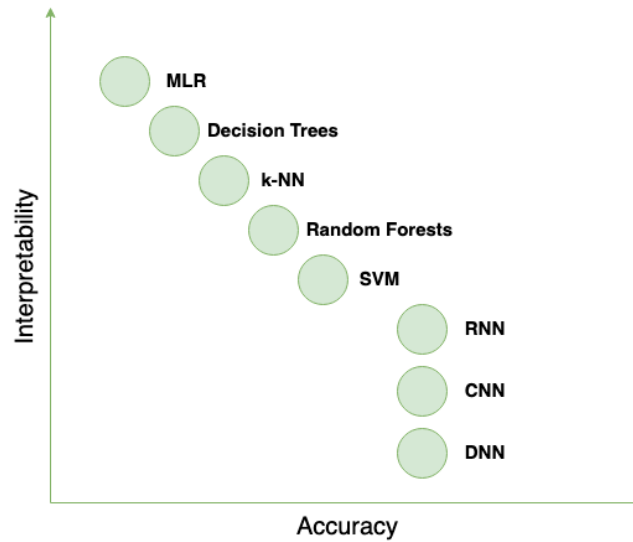 MLR
Decision Trees
k-NN
Random Forests
SVM
RNN
CNN
DNN
Interpretability
Accuracy